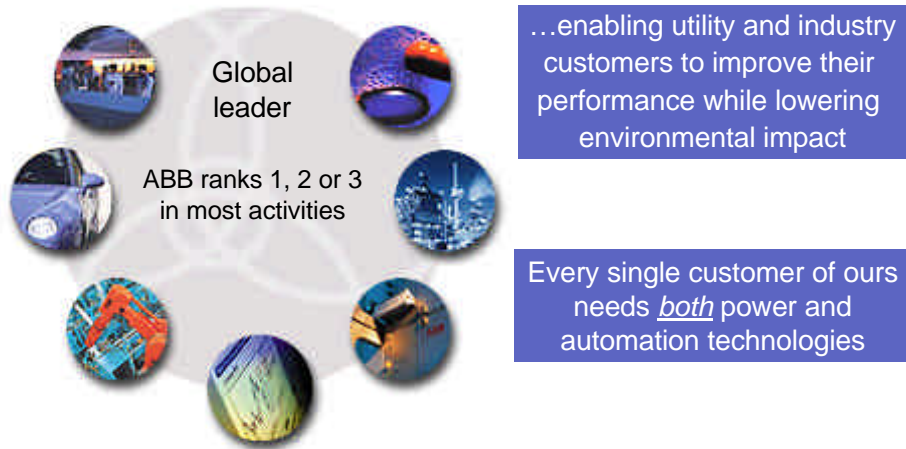 Global
leader
ABB ranks 1, 2 or 3
in most activities
…enabling utility and industry
customers to improve their
performance while lowering
environmental impact
Every single customer of ours
needs both power and
automation technologies